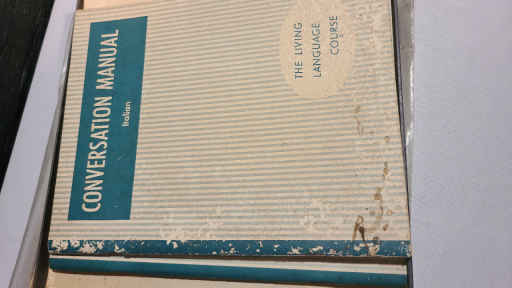 CONVERSATION MANUAL
Italian
THE LIVING
LANGUAGE
COURSE